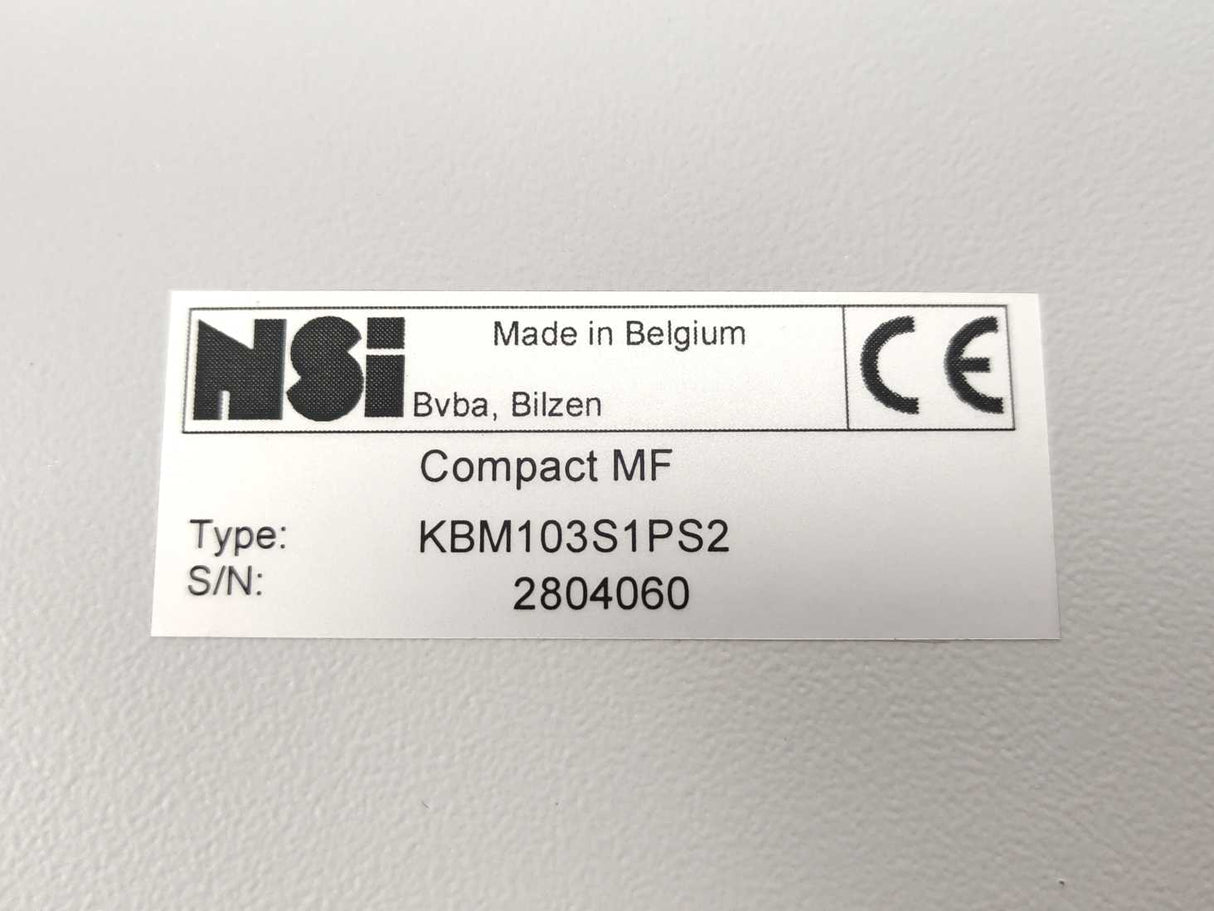 NSi Made in Belgium
Bvba, Bilzen
CE
Compact MF
Type: KBM103S1PS2
S/N: 2804060